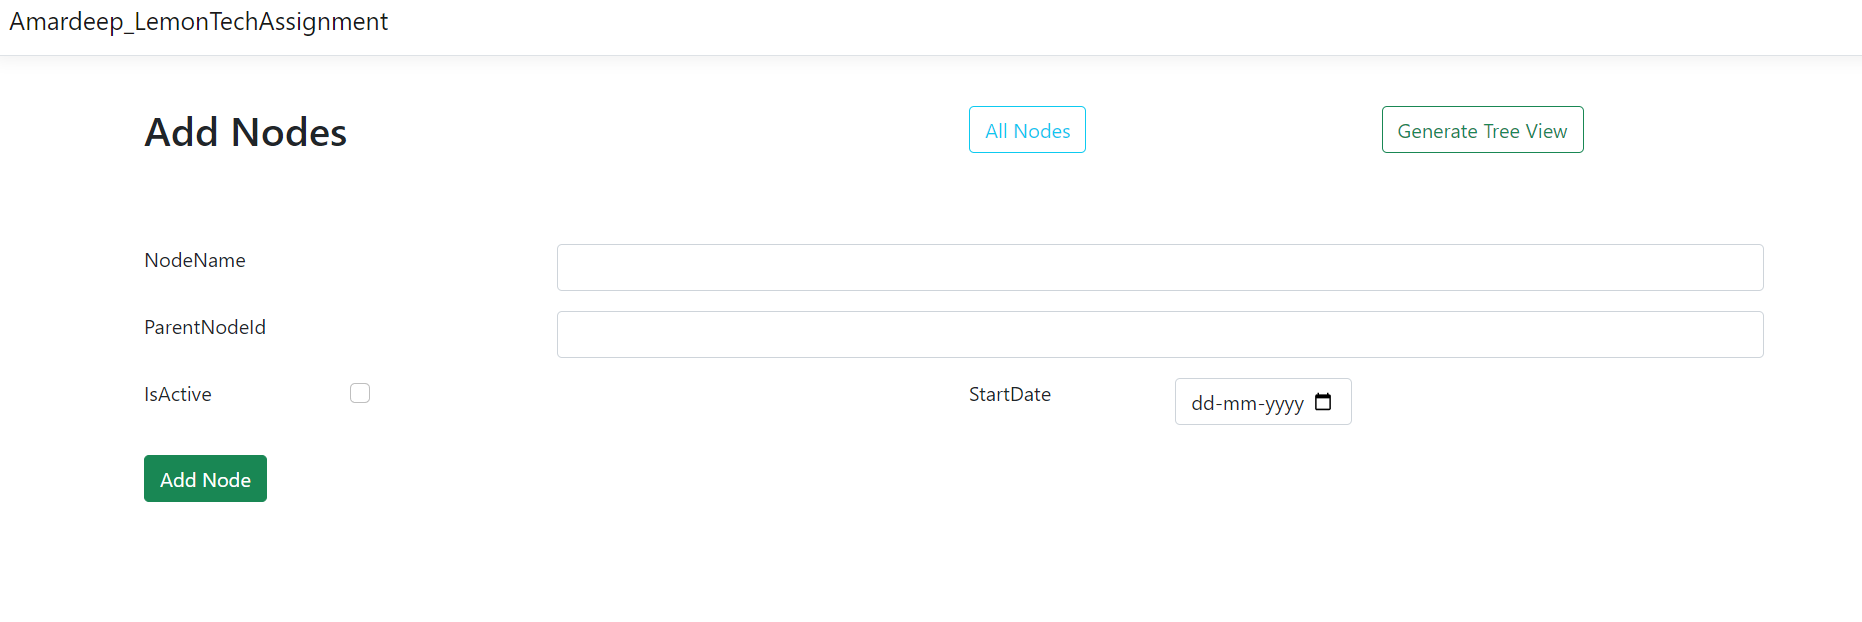 Amardeep_LemonTechAssignment
Add Nodes
All Nodes
Generate Tree View
NodeName
ParentNodeId
IsActive
StartDate
dd-mm-yyyy
Add Node